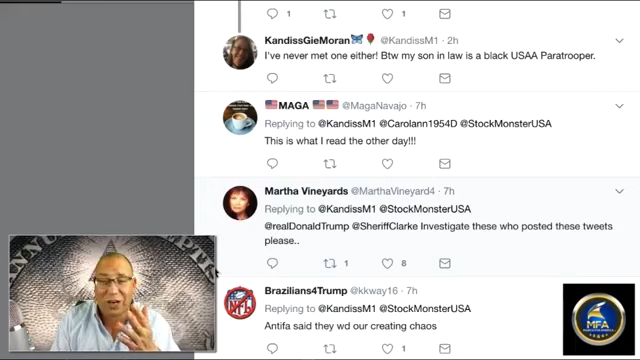 1 1
KandissGieMoran @KandissM1 · 2h
I've never met one either! Btw my son in law is a black USAA Paratrooper.
MAGA @MagaNavajo · 7h
Replying to @KandissM1 @Carolann1954D @StockMonsterUSA
This is what I read the other day!!!
Martha Vineyards @MarthaVineyard4 · 7h
Replying to @KandissM1 @StockMonsterUSA
@realDonaldTrump @SheriffClarke Investigate these who posted these tweets
please..
1 8
Brazilians4Trump @kkway16 · 7h
Replying to @KandissM1 @StockMonsterUSA
Antifa said they wd our creating chaos
1
NFL
MFA